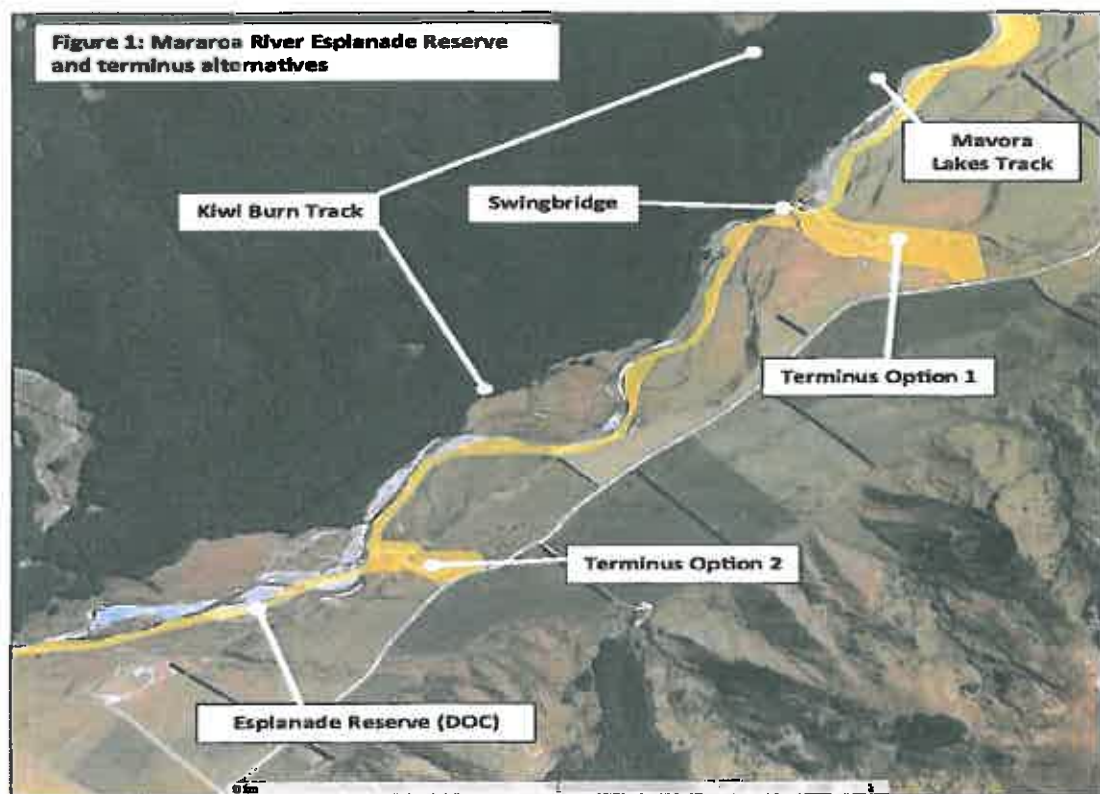 Figure 1: Mararoa River Esplanade Reserve
and terminus alternatives
Mavora
Lakes Track
Kiwi Burn Track
Swingbridge
Terminus Option 1
Terminus Option 2
Esplanade Reserve (DOC)